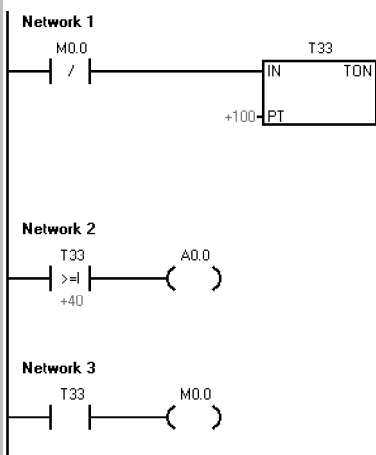 Network 1
M0.0
/
T33
IN TON
+100 PT
Network 2
T33
>=I
+40
A0.0
Network 3
T33
M0.0